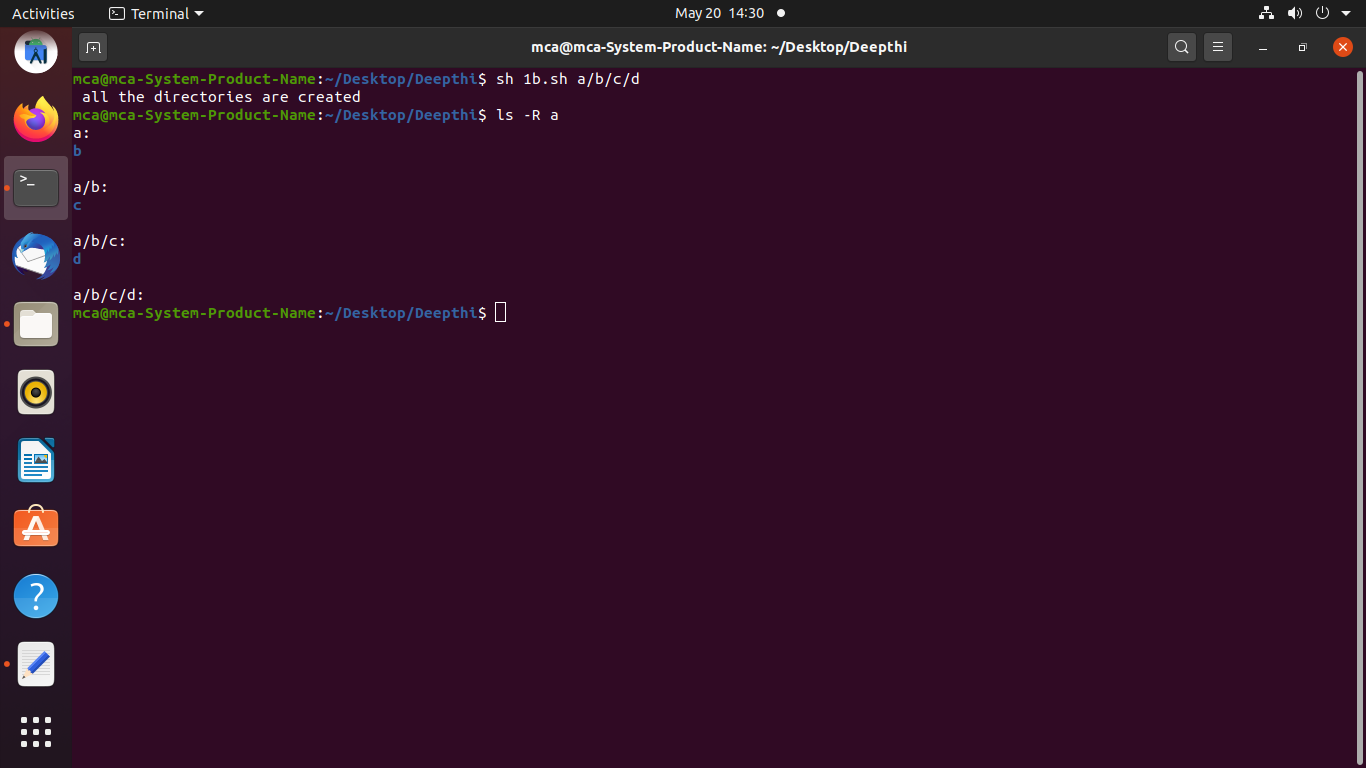 Activities
Terminal
May 20 14:30
mca@mca-System-Product-Name: ~/Desktop/Deepthi
mca@mca-System-Product-Name:~/Desktop/Deepthi$ sh 1b.sh a/b/c/d
 all the directories are created
mca@mca-System-Product-Name:~/Desktop/Deepthi$ ls -R a
a:
b
a/b:
c
a/b/c:
d
a/b/c/d:
mca@mca-System-Product-Name:~/Desktop/Deepthi$